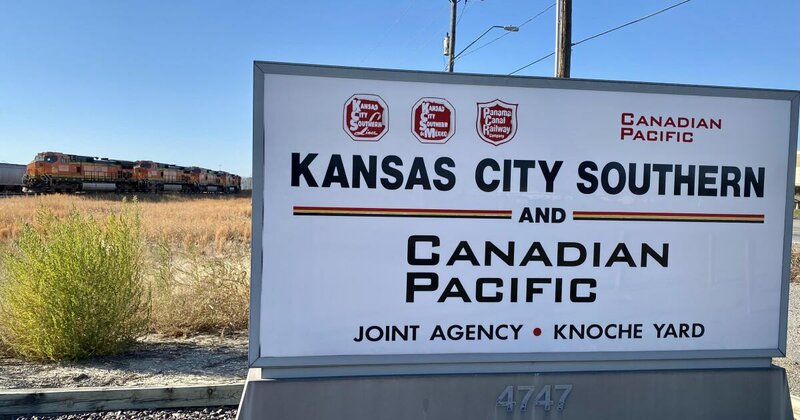 KANSAS CITY SOUTHERN Lines
KANSAS CITY SOUTHERN de MEXICO
Panama Canal Railway Company
CANADIAN PACIFIC
KANSAS CITY SOUTHERN
AND
CANADIAN
PACIFIC
JOINT AGENCY • KNOCHE YARD
4747